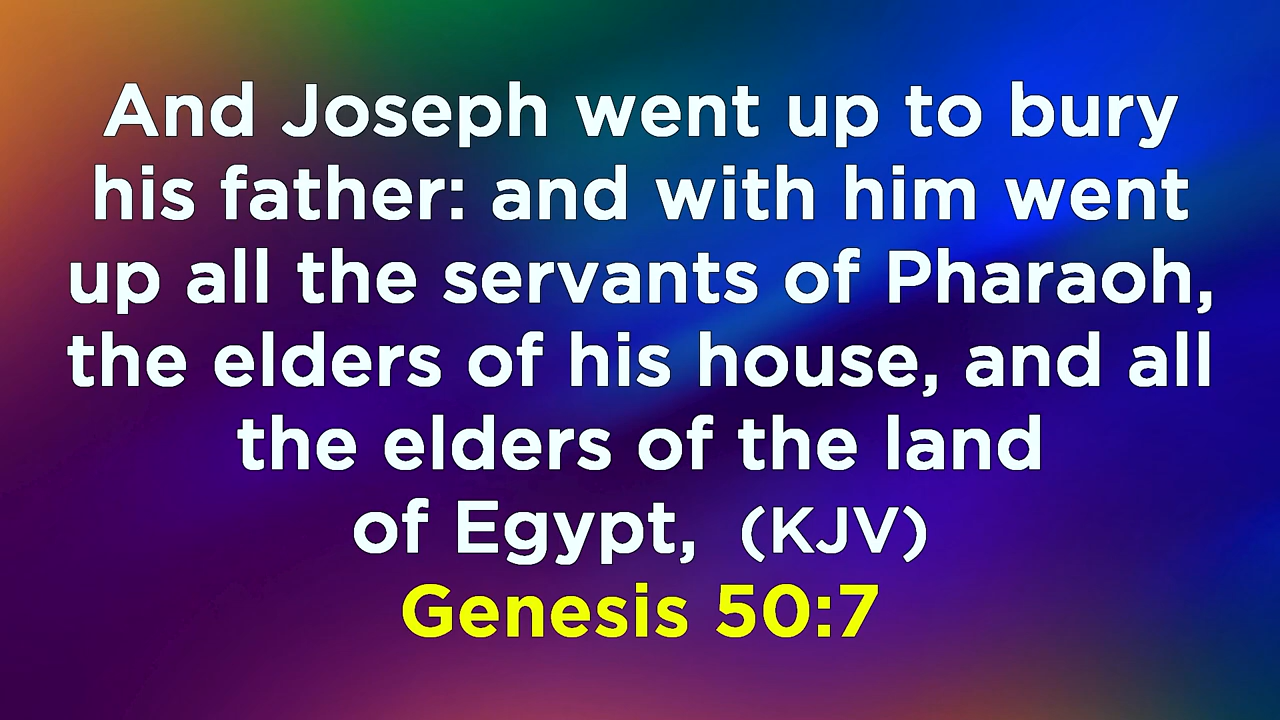 And Joseph went up to bury
his father: and with him went
up all the servants of Pharaoh,
the elders of his house, and all
the elders of the land
of Egypt, (KJV)
Genesis 50:7